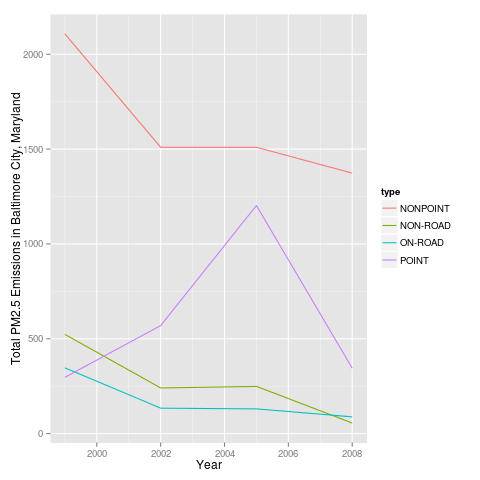 Total PM2.5 Emissions in Baltimore City, Maryland
2000
1500
1000
500
0
2000
2002
2004
2006
2008
Year
type
NONPOINT
NON-ROAD
ON-ROAD
POINT